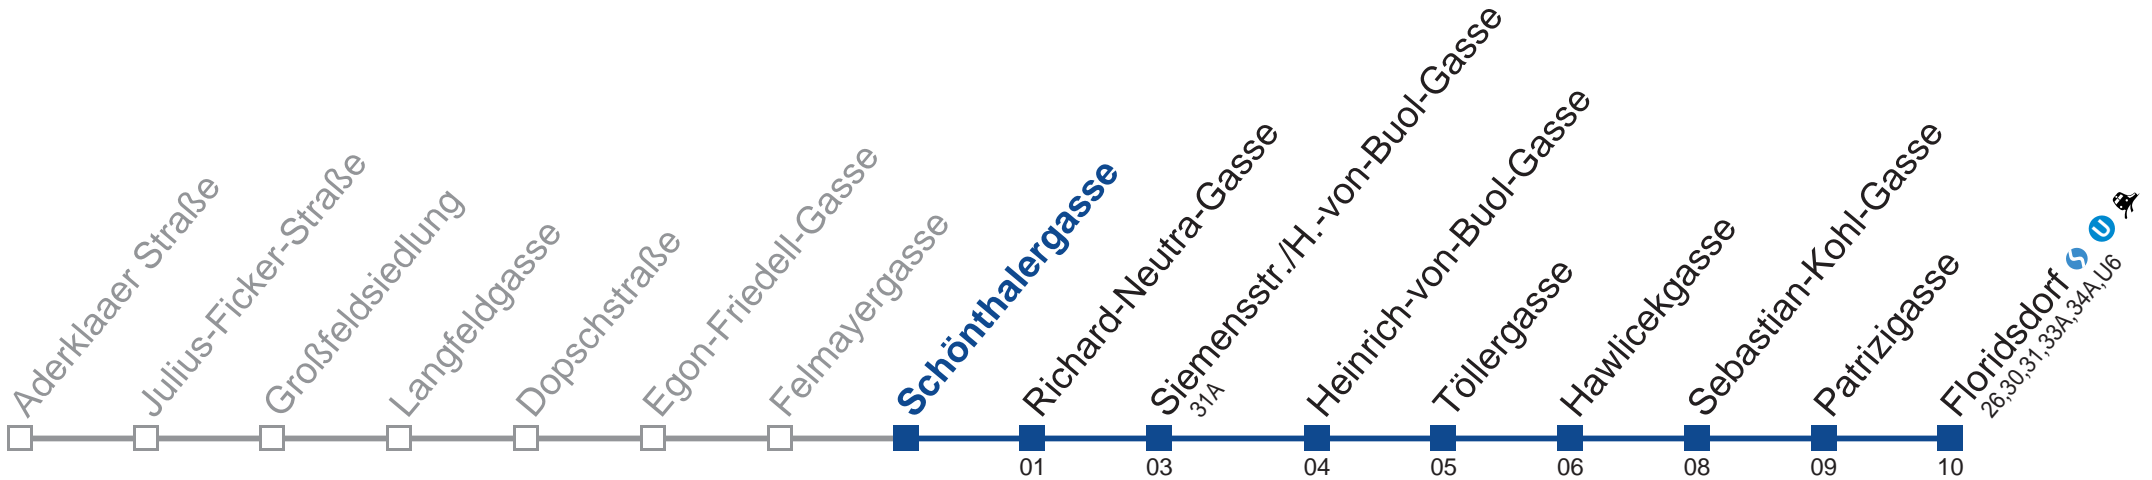 Aderklaaer Straße
Julius-Ficker-Straße
Großfeldsiedlung
Langfeldgasse
Dopschstraße
Egon-Friedell-Gasse
Felmayergasse
Schönthalergasse
Richard-Neutra-Gasse
Siemensstr./H.-von-Buol-Gasse
31A
Heinrich-von-Buol-Gasse
Töllergasse
Hawlicekgasse
Sebastian-Kohl-Gasse
Patrizigasse
Floridsdorf S U
26,30,31,33A,34A,U6
01 03 04 05 06 08 09 10